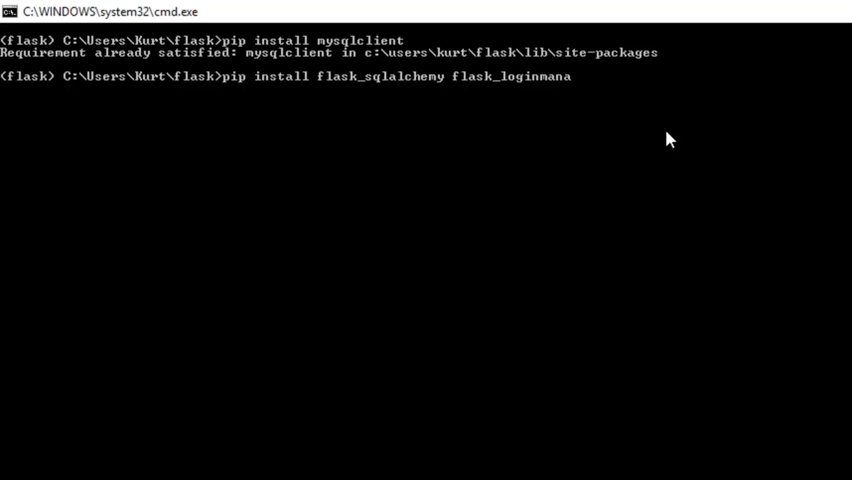 C:\WINDOWS\system32\cmd.exe
(flask) C:\Users\Kurt\flask>pip install mysqlclient
Requirement already satisfied: mysqlclient in c:\users\kurt\flask\lib\site-packages
(flask) C:\Users\Kurt\flask>pip install flask_sqlalchemy flask_loginmana